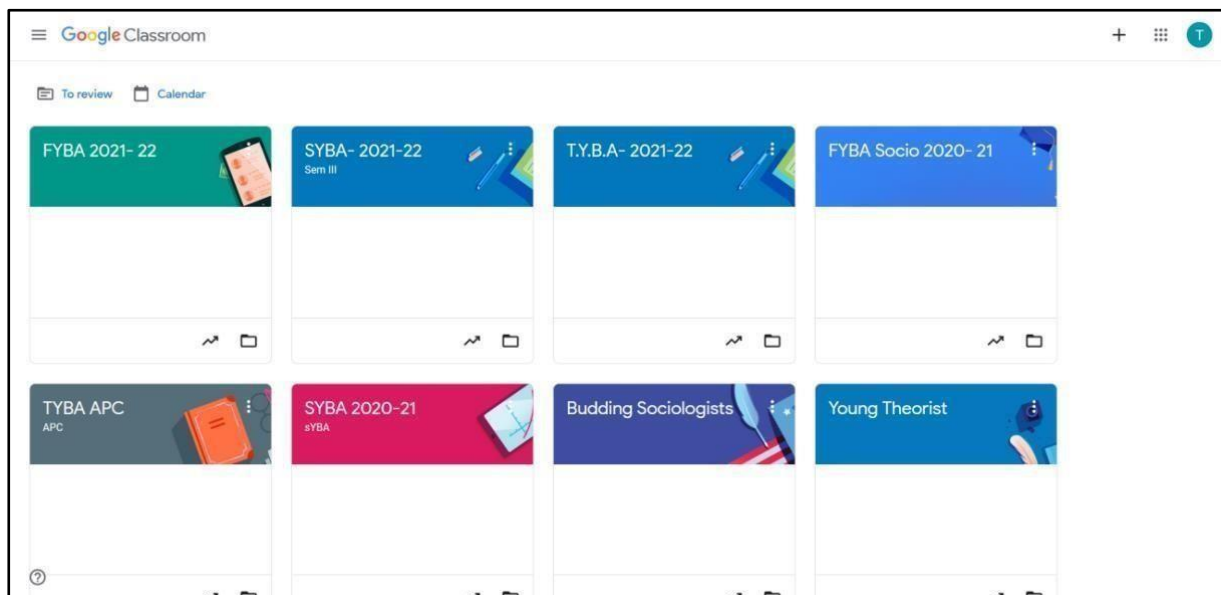 Google Classroom
T
To review
Calendar
FYBA 2021- 22
SYBA- 2021-22
Sem III
T.Y.B.A- 2021-22
FYBA Socio 2020- 21
TYBA APC
APC
SYBA 2020-21
sYBA
Budding Sociologists
Young Theorist
?